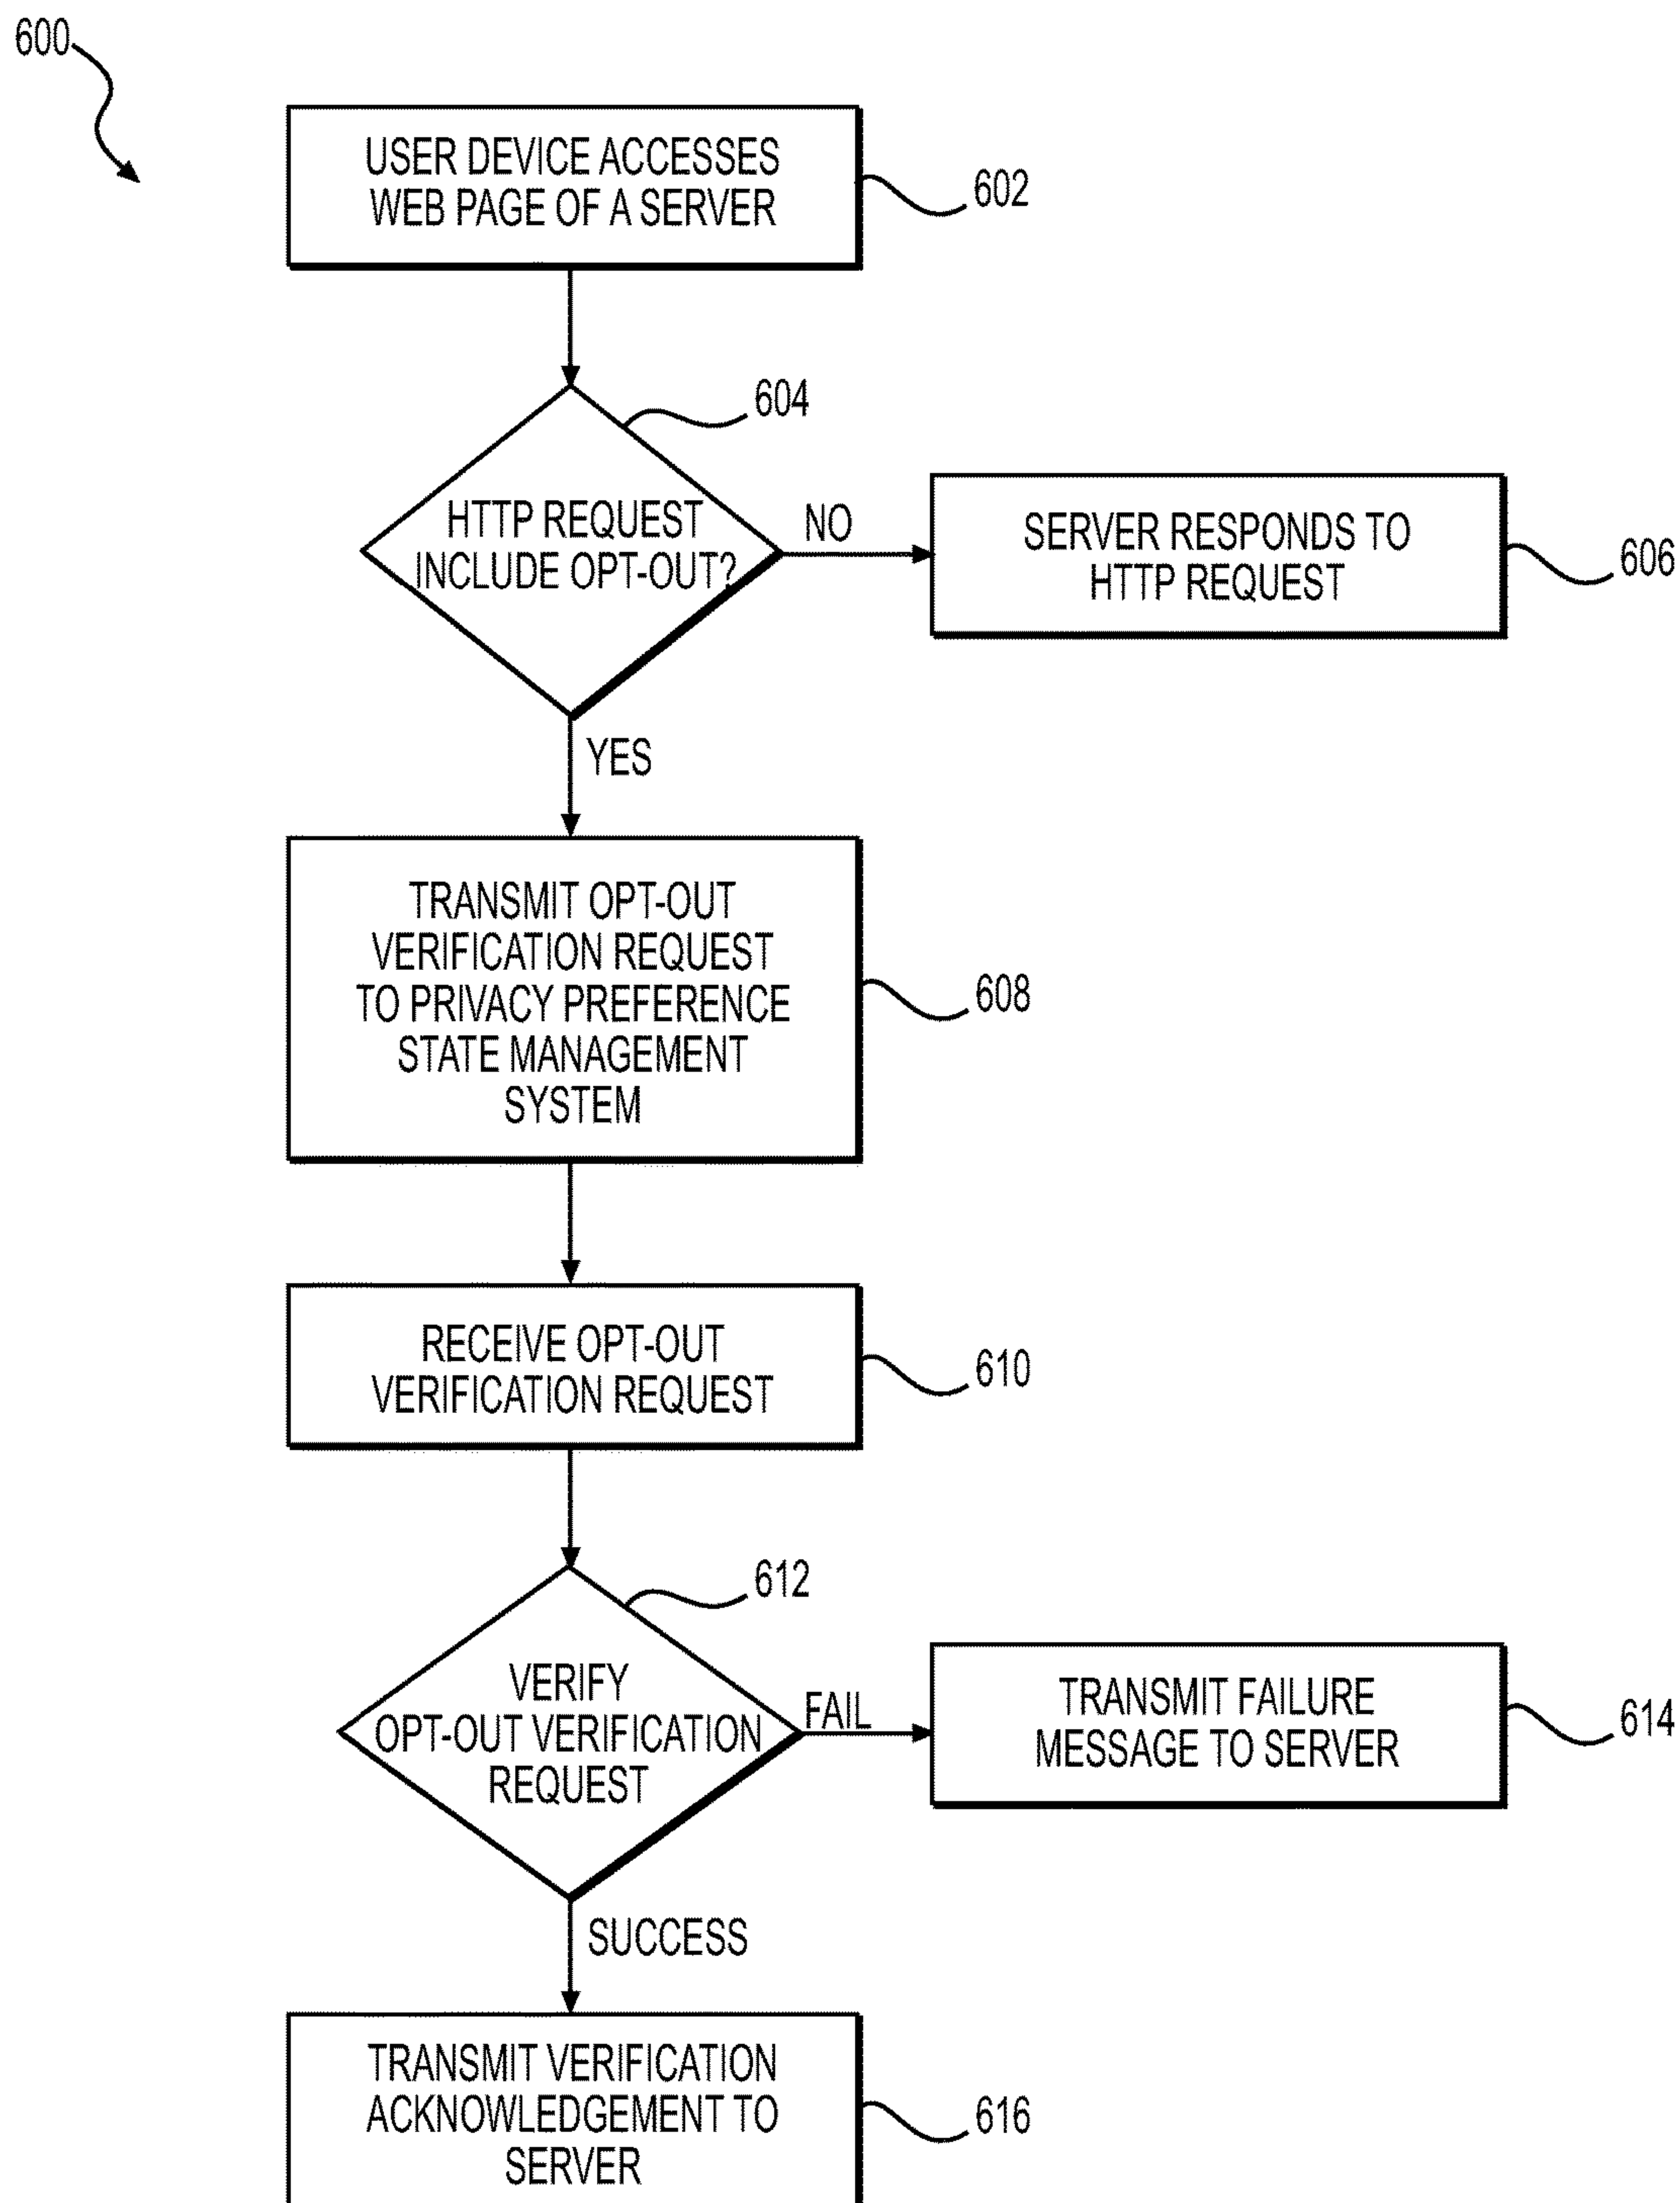 600
USER DEVICE ACCESSES
WEB PAGE OF A SERVER
602
604
HTTP REQUEST
INCLUDE OPT-OUT?
NO
SERVER RESPONDS TO
HTTP REQUEST
606
YES
TRANSMIT OPT-OUT
VERIFICATION REQUEST
TO PRIVACY PREFERENCE
STATE MANAGEMENT
SYSTEM
608
RECEIVE OPT-OUT
VERIFICATION REQUEST
610
612
VERIFY
OPT-OUT VERIFICATION
REQUEST
FAIL
TRANSMIT FAILURE
MESSAGE TO SERVER
614
SUCCESS
TRANSMIT VERIFICATION
ACKNOWLEDGEMENT TO
SERVER
616